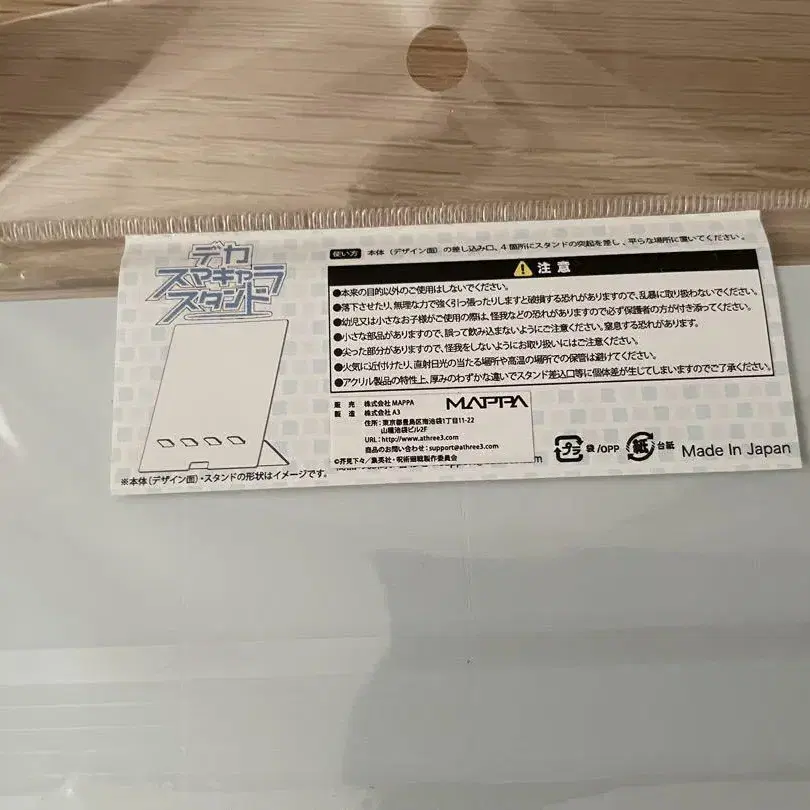 デカ
スマキャラ
スタンド
※本体(デザイン面)・スタンドの形状はイメージです。
使い方 本体(デザイン面)の差し込み口、4箇所にスタンドの突起を差し、平らな場所に置いてください。
注意
●本来の目的以外のご使用はしないでください。
●落下させたり、無理な力で強く引っ張ったりしますと破損する恐れがありますので、乱暴に取り扱わないでください。
●幼児又は小さなお子様がご使用の際は、怪我などの恐れがありますので必ず保護者の方が付き添ってください。
●小さな部品がありますので、誤って飲み込まないようにご注意ください。窒息する恐れがあります。
●尖った部分がありますので、怪我をしないようにお取り扱いにはご注意ください。
●火気に近付けたり、直射日光の当たる場所や高温の場所での保管は避けてください。
●アクリル製品の特性上、厚みのわずかな違いでスタンド差込口等に個体差が生じてしまいますのでご了承ください。
販売 株式会社 MAPPA
製造 株式会社 A3
住所:東京都豊島区南池袋1丁目11-22
山種池袋ビル2F
URL:http://www.athree3.com
商品のお問い合わせ:support@athree3.com
©芥見下々/集英社・呪術廻戦製作委員会
MAPPA
プラ 袋/OPP 紙 台紙 Made In Japan